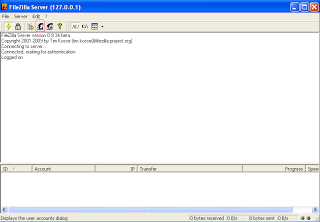 FileZilla Server (127.0.0.1)
File Server Edit ?
FileZilla Server version 0.9.34 beta
Copyright 2001-2009 by Tim Kosse (tim.kosse@filezilla-project.org)
Connecting to server...
Connected, waiting for authentication
Logged on
ID / Account IP Transfer Progress Speed
Displays the user accounts dialog 0 bytes received 0 B/s 0 bytes sent 0 B/s